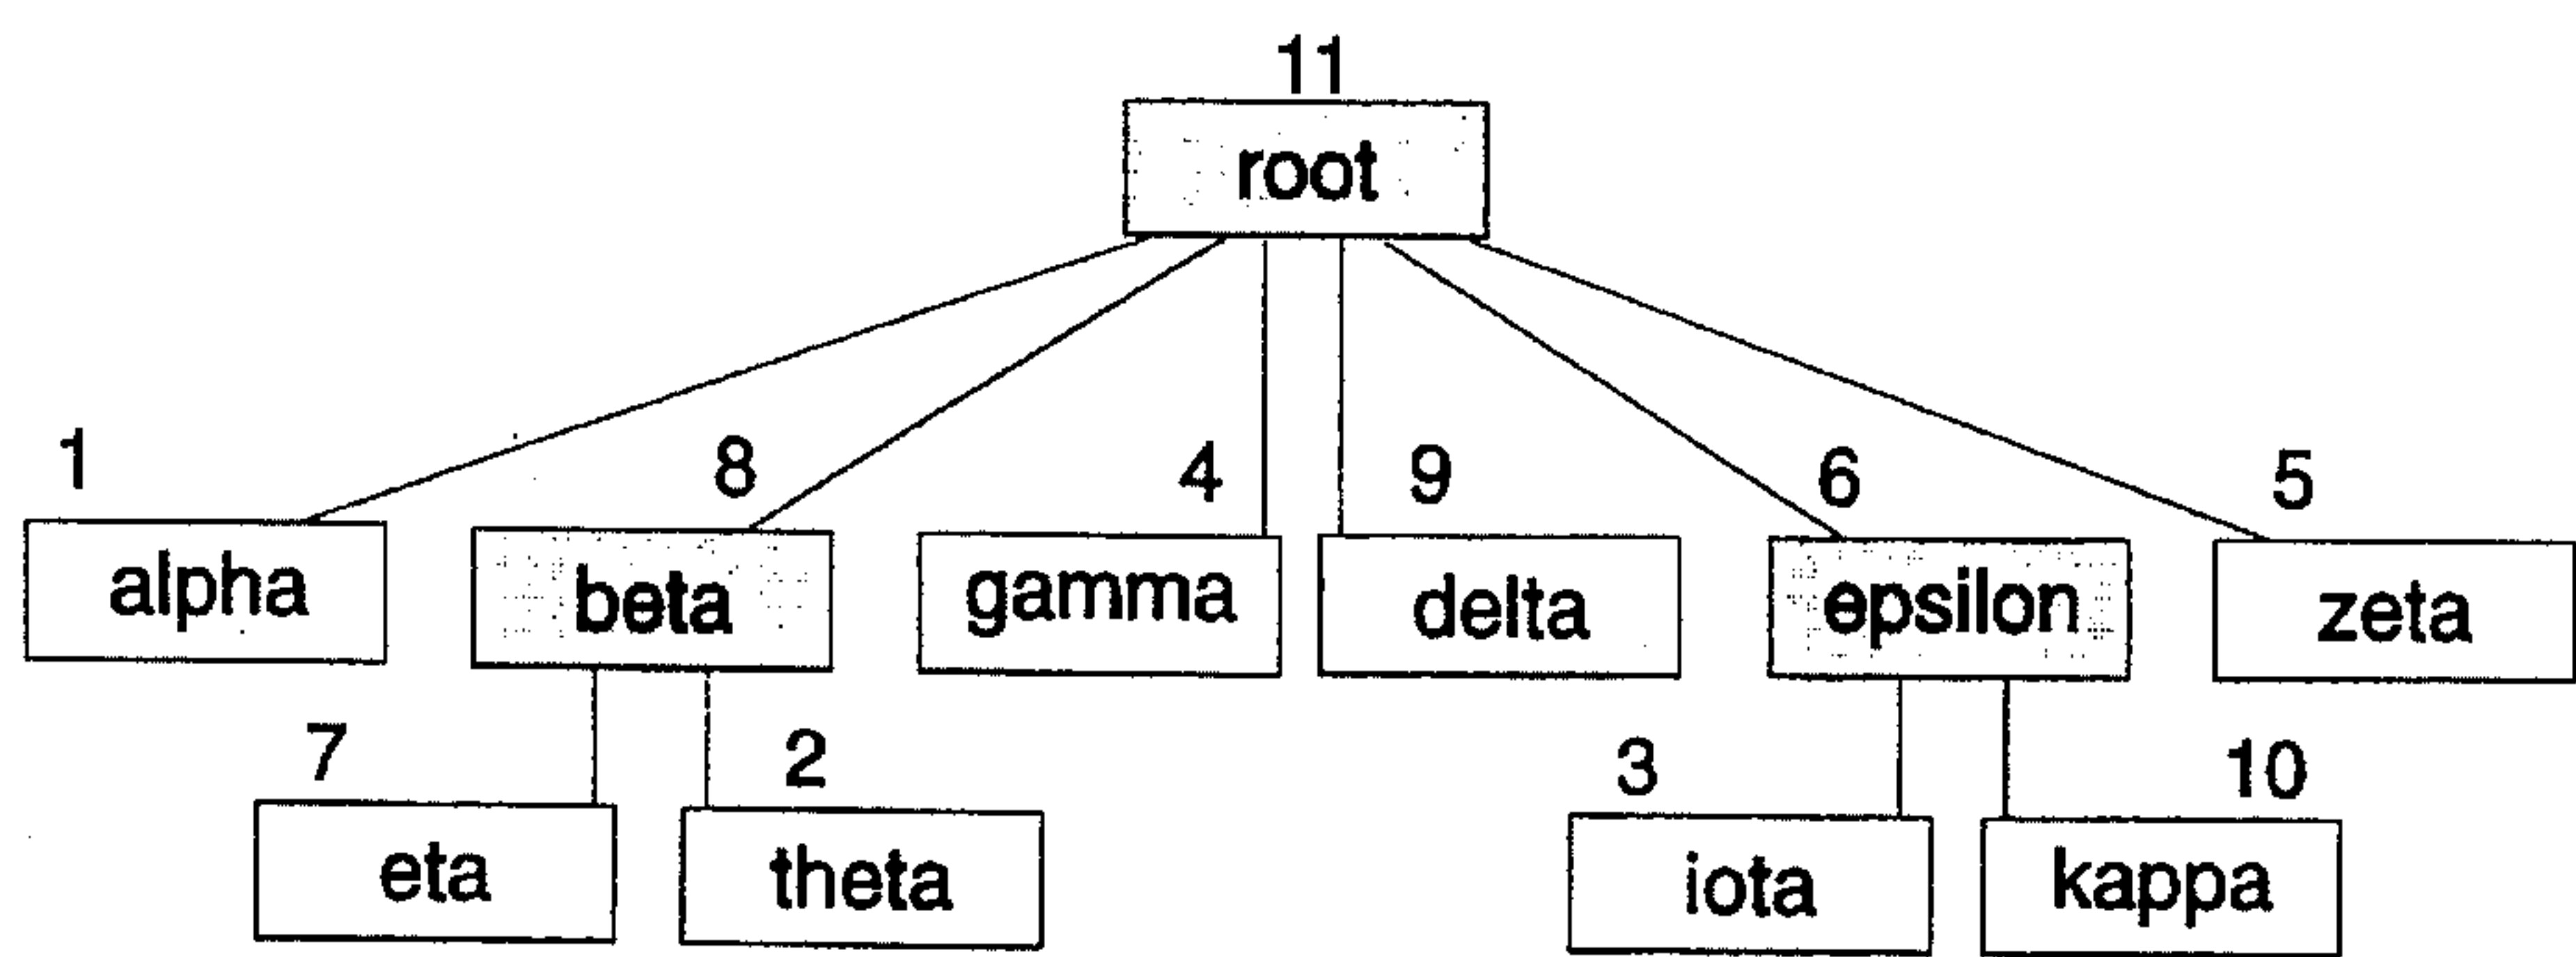 11
root
1 8 4 9 6 5
alpha beta gamma delta epsilon zeta
7 2 3 10
eta theta iota kappa